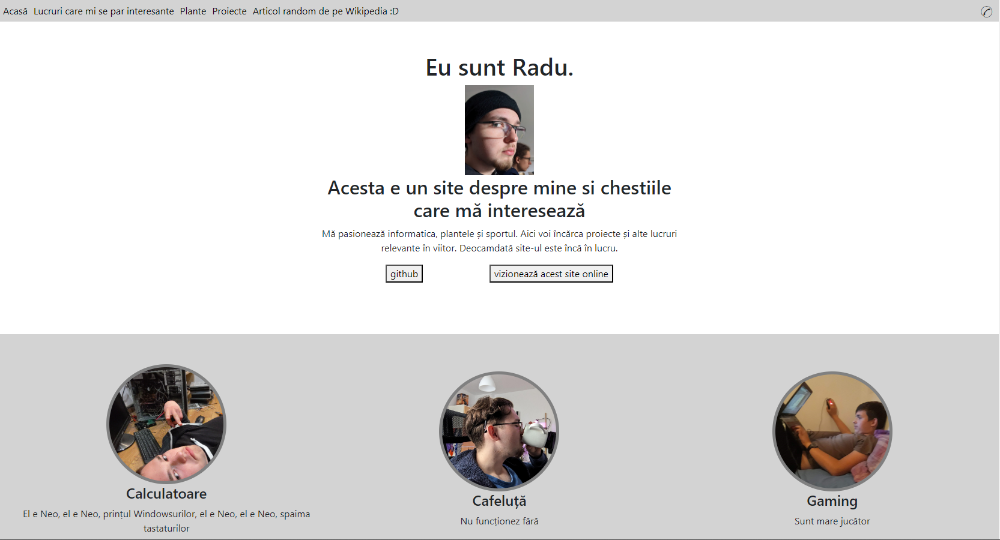 Acasă Lucruri care mi se par interesante Plante Proiecte Articol random de pe Wikipedia :D
Eu sunt Radu.
Acesta e un site despre mine si chestiile
care mă interesează
Mă pasionează informatica, plantele și sportul. Aici voi încărca proiecte și alte lucruri
relevante în viitor. Deocamdată site-ul este încă în lucru.
github vizionează acest site online
Calculatoare
El e Neo, el e Neo, prințul Windowsurilor, el e Neo, el e Neo, spaima
tastaturilor
Cafeluță
Nu funcționez fără
Gaming
Sunt mare jucător